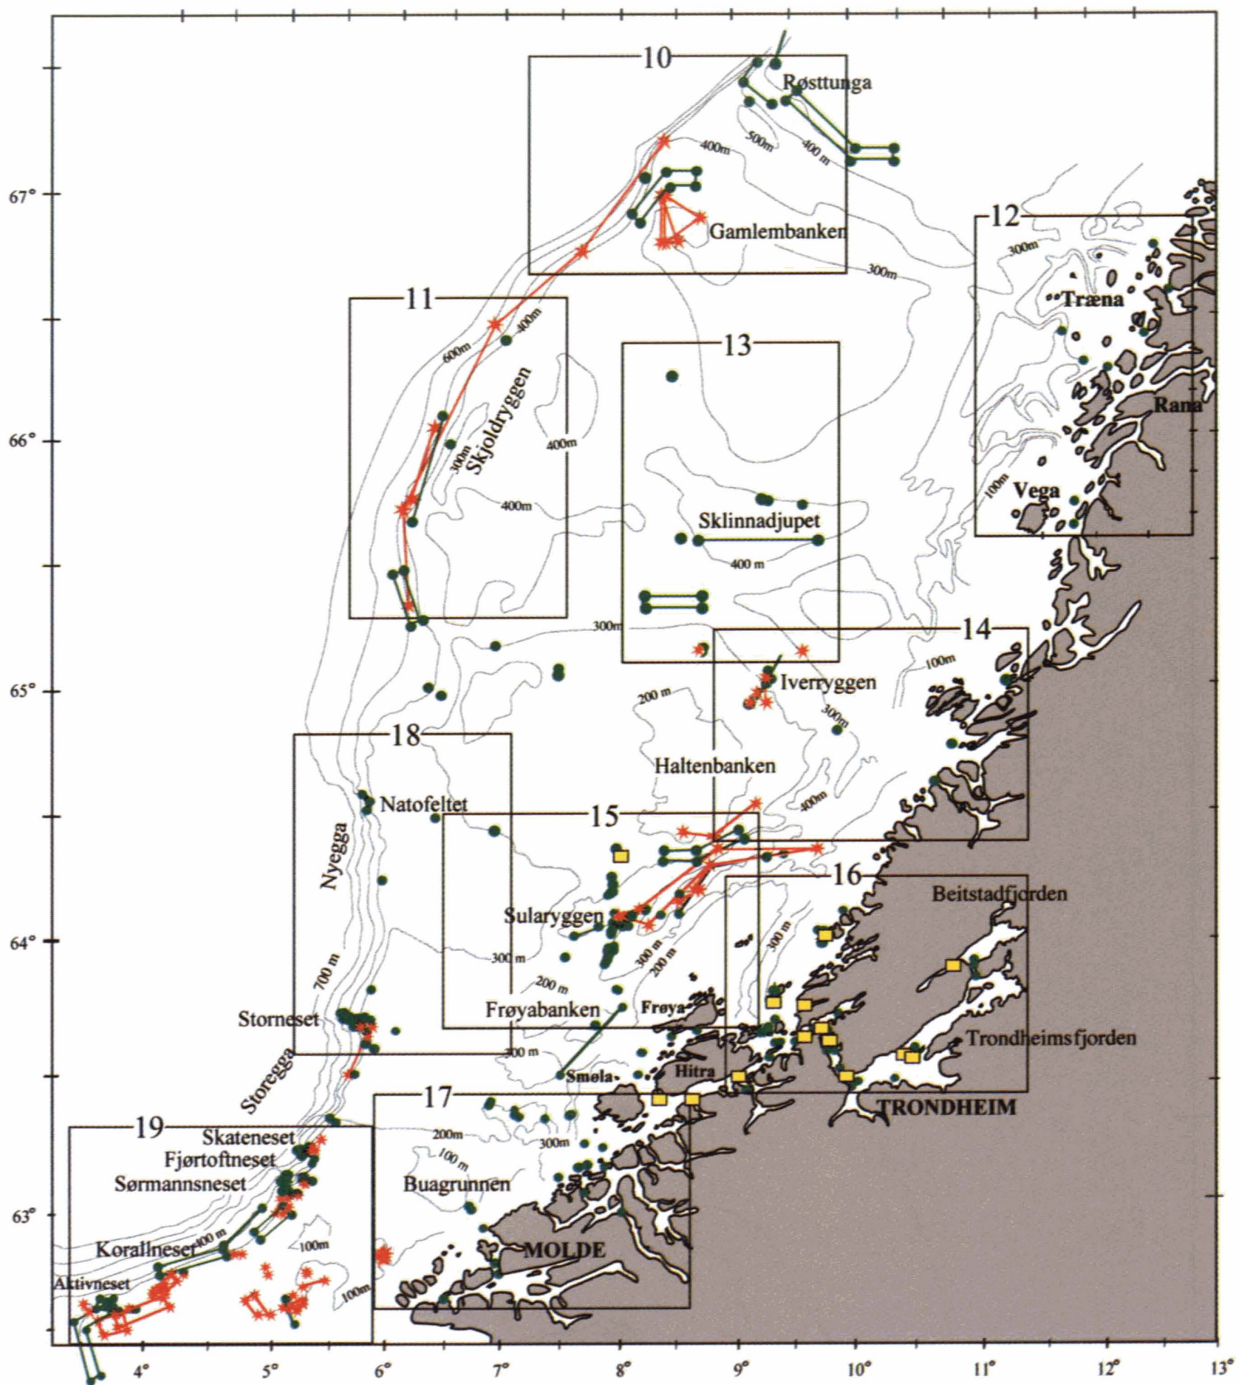 10
Røsttunga
500m
400 m
400m
67°
Gamlembanken
300m
12
300m
11
Træna
400m
600m
13
Skjoldryggen
Rana
66°
300m
400m
100m
Vega
400m
Sklinnadjupet
400 m
300m
14
100m
65°
200 m
Iverryggen
300m
18
Haltenbanken
Natofeltet
400m
15
Nyegga
16
Beitstadfjorden
Sularyggen
64°
300 m
300 m
300 m
200 m
700 m
200 m
Storneset
Frøyabanken
Frøya
Trondheimsfjorden
300 m
Smøla
Hitra
Storegga
17
TRONDHEIM
19
Skateneset
200m
300m
Fjørtoftneset
100 m
Sørmannsneset
Buagrunnen
63°
400 m
Korallneset
100m
MOLDE
Aktivneset
100m
4°
5°
6°
7°
8°
9°
10°
11°
12°
13°